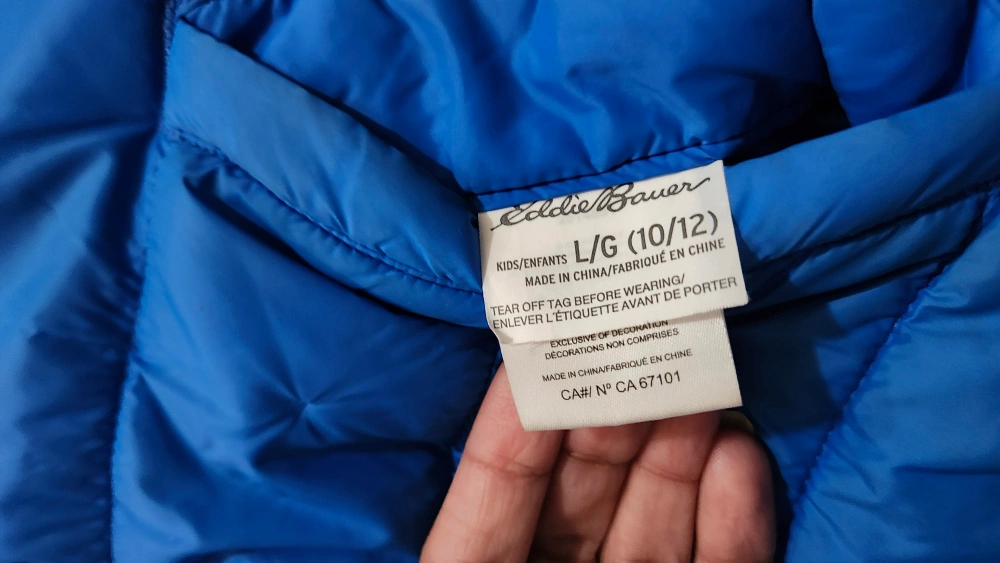 Eddie Bauer
KIDS/ENFANTS L/G (10/12)
MADE IN CHINA/FABRIQUÉ EN CHINE
TEAR OFF TAG BEFORE WEARING/
ENLEVER L'ÉTIQUETTE AVANT DE PORTER
EXCLUSIVE OF DECORATION
DÉCORATIONS NON COMPRISES
MADE IN CHINA/FABRIQUÉ EN CHINE
CA#/ Nº CA 67101